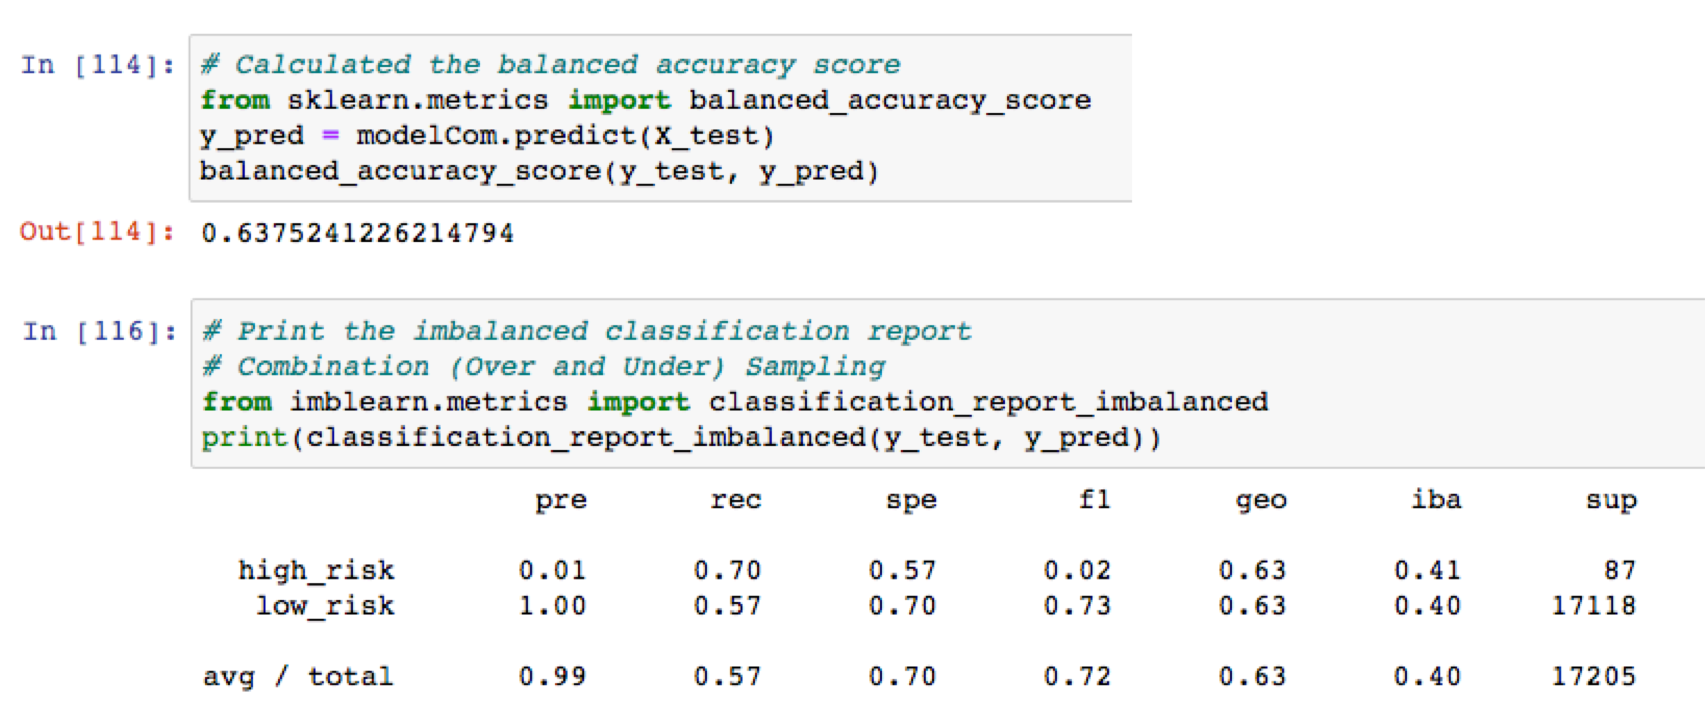 In [114]: # Calculated the balanced accuracy score
from sklearn.metrics import balanced_accuracy_score
y_pred = modelCom.predict(X_test)
balanced_accuracy_score(y_test, y_pred)
Out[114]: 0.6375241226214794
In [116]: # Print the imbalanced classification report
# Combination (Over and Under) Sampling
from imblearn.metrics import classification_report_imbalanced
print(classification_report_imbalanced(y_test, y_pred))
pre rec spe f1 geo iba sup
high_risk 0.01 0.70 0.57 0.02 0.63 0.41 87
low_risk 1.00 0.57 0.70 0.73 0.63 0.40 17118
avg / total 0.99 0.57 0.70 0.72 0.63 0.40 17205